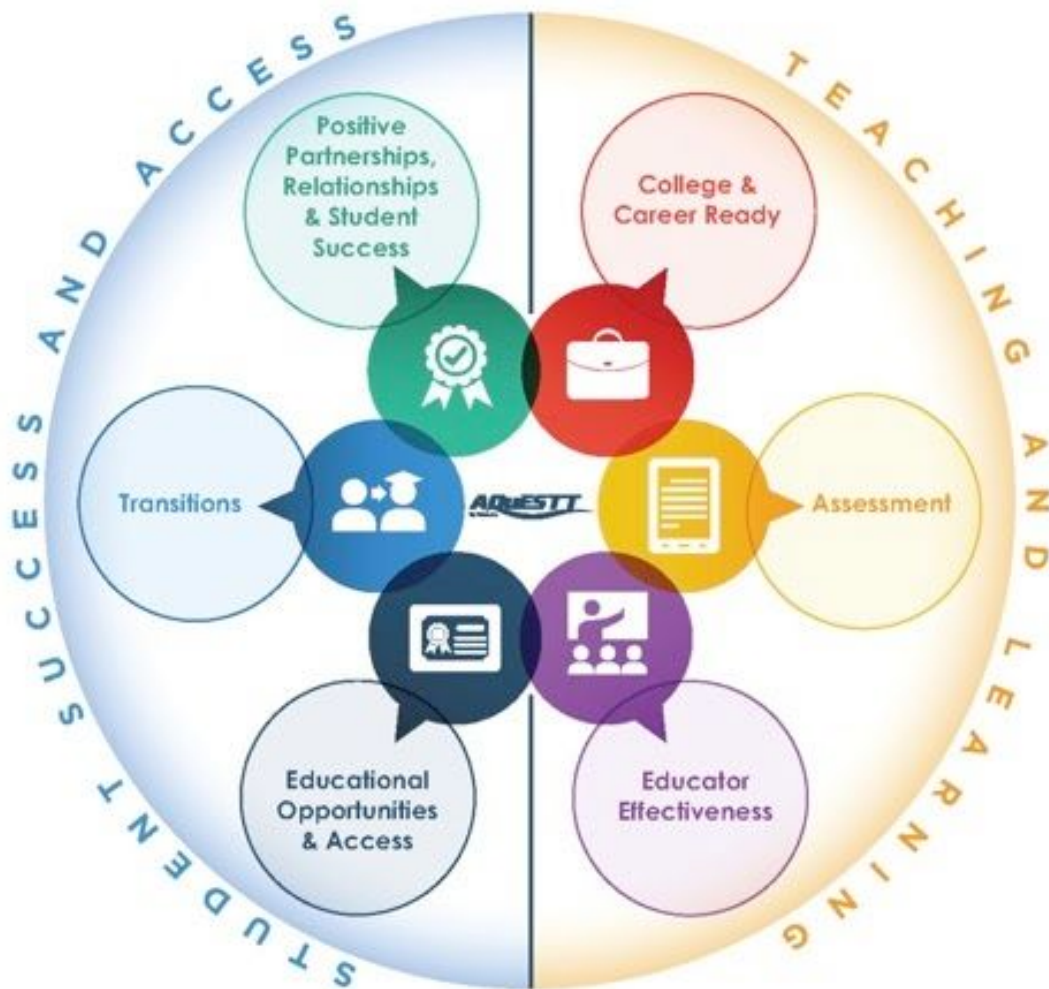 STUDENT SUCCESS AND ACCESS
TEACHING AND LEARNING
Positive
Partnerships,
Relationships
& Student
Success
College &
Career Ready
Transitions
AQuESTT
Assessment
Educational
Opportunities
& Access
Educator
Effectiveness